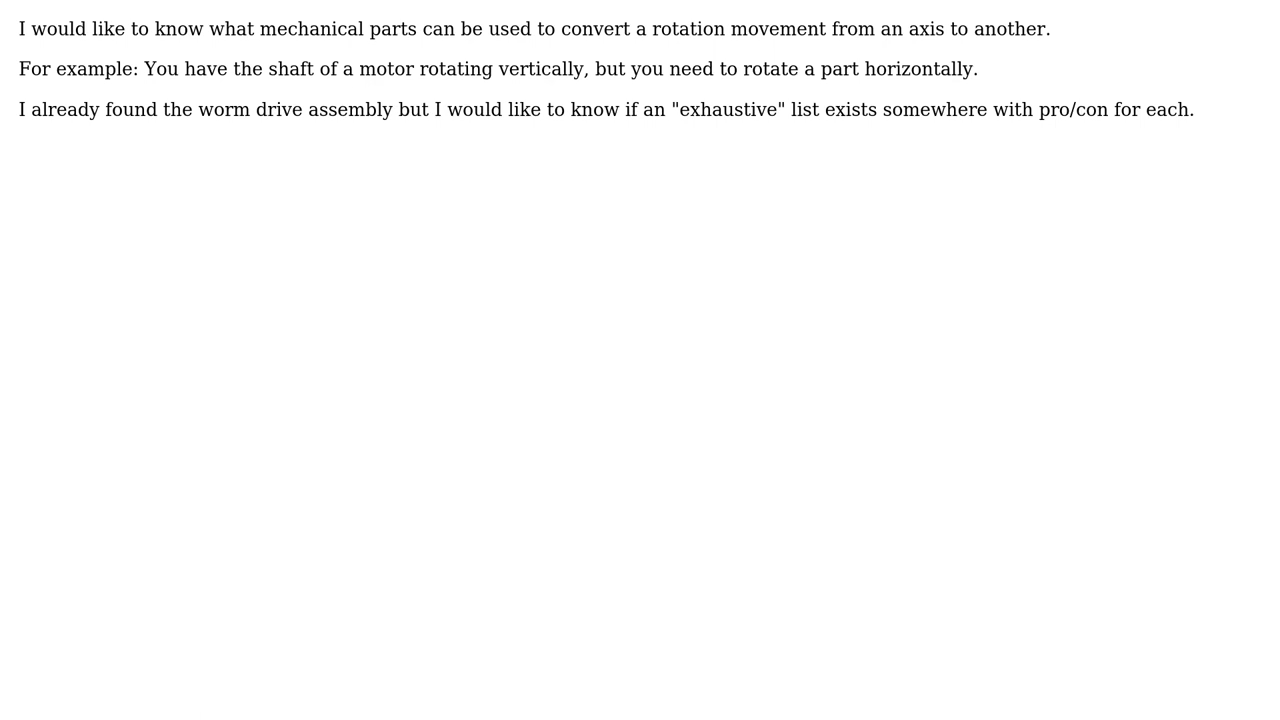 I would like to know what mechanical parts can be used to convert a rotation movement from an axis to another.
For example: You have the shaft of a motor rotating vertically, but you need to rotate a part horizontally.
I already found the worm drive assembly but I would like to know if an "exhaustive" list exists somewhere with pro/con for each.